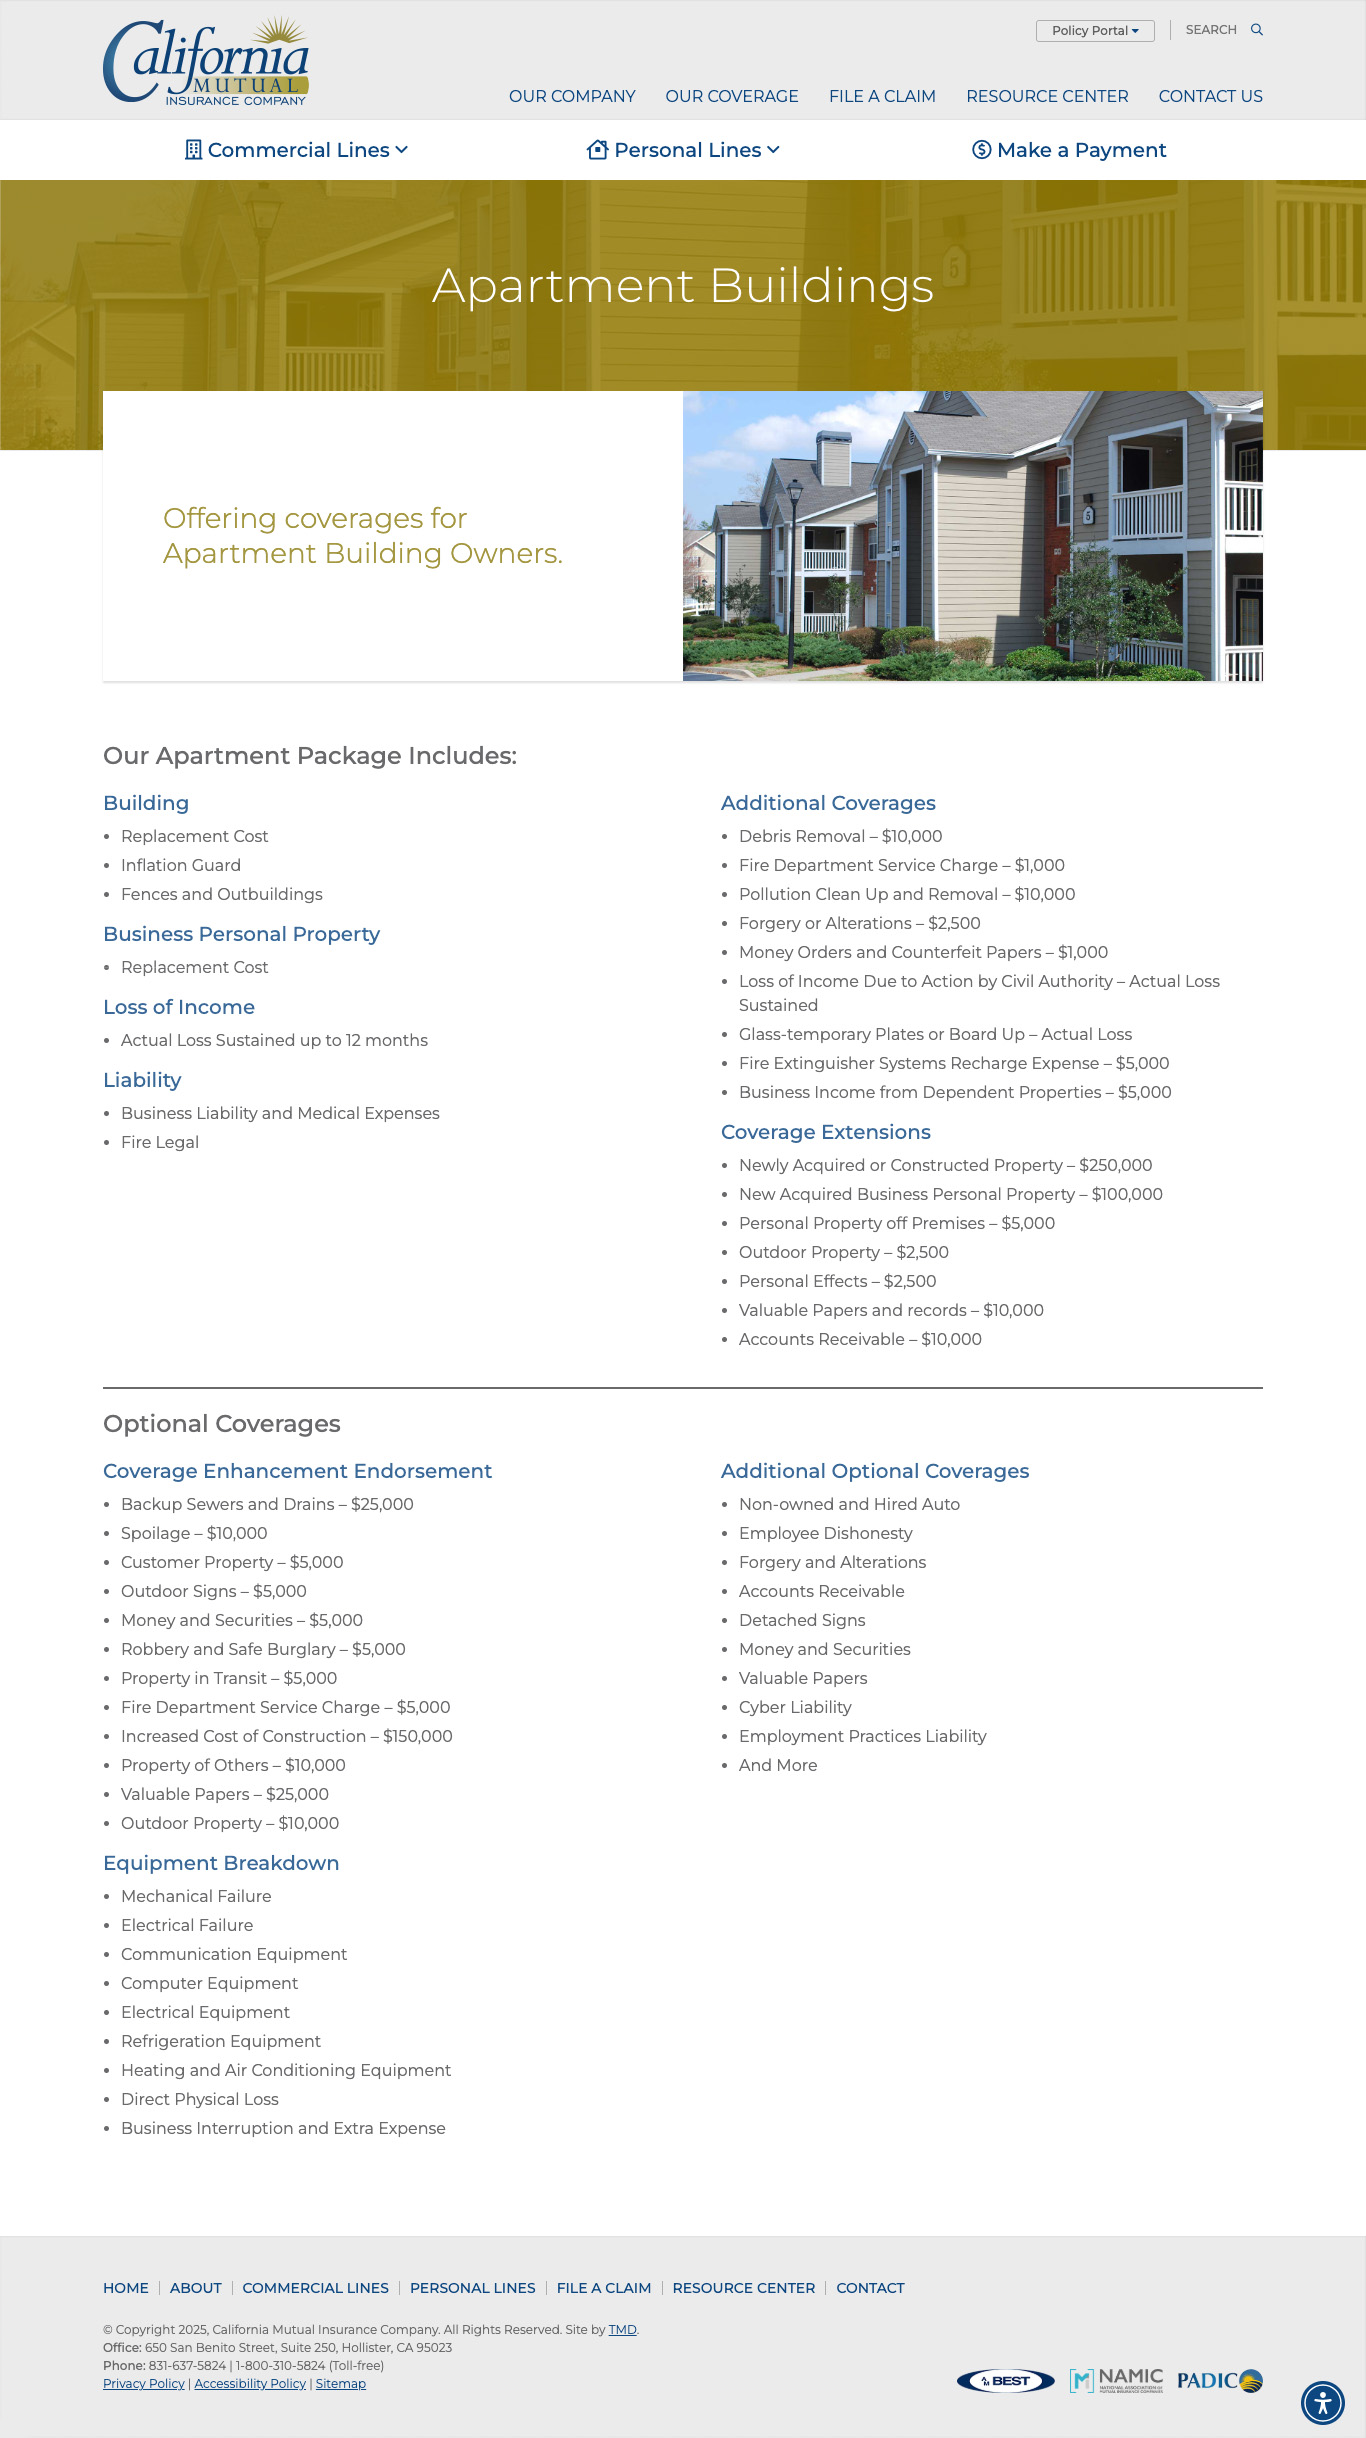 California
MUTUAL
INSURANCE COMPANY
Policy Portal
SEARCH
OUR COMPANY OUR COVERAGE FILE A CLAIM RESOURCE CENTER CONTACT US
Commercial Lines
Personal Lines
Make a Payment
Apartment Buildings
Offering coverages for
Apartment Building Owners.
5
Our Apartment Package Includes:
Building
• Replacement Cost
• Inflation Guard
• Fences and Outbuildings
Business Personal Property
• Replacement Cost
Loss of Income
• Actual Loss Sustained up to 12 months
Liability
• Business Liability and Medical Expenses
• Fire Legal
Additional Coverages
• Debris Removal – $10,000
• Fire Department Service Charge – $1,000
• Pollution Clean Up and Removal – $10,000
• Forgery or Alterations – $2,500
• Money Orders and Counterfeit Papers – $1,000
• Loss of Income Due to Action by Civil Authority – Actual Loss
Sustained
• Glass-temporary Plates or Board Up – Actual Loss
• Fire Extinguisher Systems Recharge Expense – $5,000
• Business Income from Dependent Properties – $5,000
Coverage Extensions
• Newly Acquired or Constructed Property – $250,000
• New Acquired Business Personal Property – $100,000
• Personal Property off Premises – $5,000
• Outdoor Property – $2,500
• Personal Effects – $2,500
• Valuable Papers and records – $10,000
• Accounts Receivable – $10,000
Optional Coverages
Coverage Enhancement Endorsement
• Backup Sewers and Drains – $25,000
• Spoilage – $10,000
• Customer Property – $5,000
• Outdoor Signs – $5,000
• Money and Securities – $5,000
• Robbery and Safe Burglary – $5,000
• Property in Transit – $5,000
• Fire Department Service Charge – $5,000
• Increased Cost of Construction – $150,000
• Property of Others – $10,000
• Valuable Papers – $25,000
• Outdoor Property – $10,000
Equipment Breakdown
• Mechanical Failure
• Electrical Failure
• Communication Equipment
• Computer Equipment
• Electrical Equipment
• Refrigeration Equipment
• Heating and Air Conditioning Equipment
• Direct Physical Loss
• Business Interruption and Extra Expense
Additional Optional Coverages
• Non-owned and Hired Auto
• Employee Dishonesty
• Forgery and Alterations
• Accounts Receivable
• Detached Signs
• Money and Securities
• Valuable Papers
• Cyber Liability
• Employment Practices Liability
• And More
HOME | ABOUT | COMMERCIAL LINES | PERSONAL LINES | FILE A CLAIM | RESOURCE CENTER | CONTACT
© Copyright 2025, California Mutual Insurance Company. All Rights Reserved. Site by TMD.
Office: 650 San Benito Street, Suite 250, Hollister, CA 95023
Phone: 831-637-5824 | 1-800-310-5824 (Toll-free)
Privacy Policy | Accessibility Policy | Sitemap
AM BEST
NAMIC
NATIONAL ASSOCIATION OF
MUTUAL INSURANCE COMPANIES
PADIC